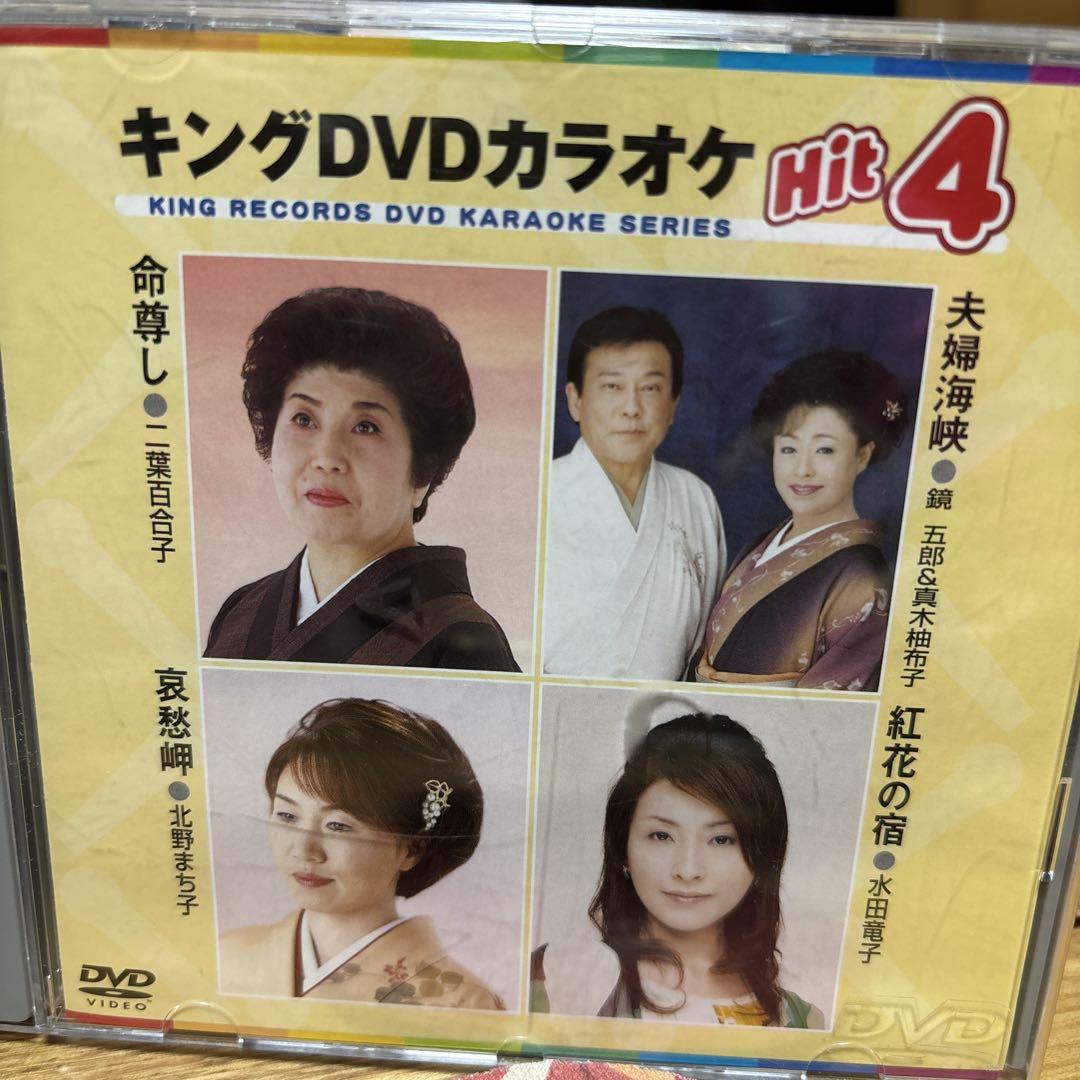 キングDVDカラオケ Hit 4
KING RECORDS DVD KARAOKE SERIES
命尊し●二葉百合子
夫婦海峡●鏡 五郎&真木柚布子
哀愁岬●北野まち子
紅花の宿●水田竜子
DVD
VIDEO™
DVD